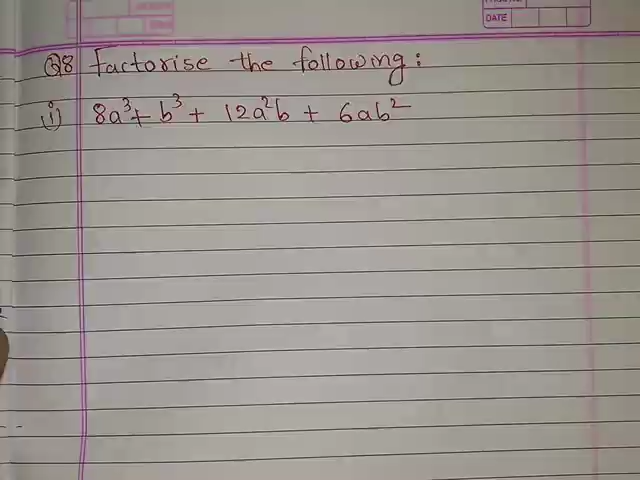 DATE
Q8 Factorise the following:
i) 8a³ + b³ + 12a²b + 6ab²